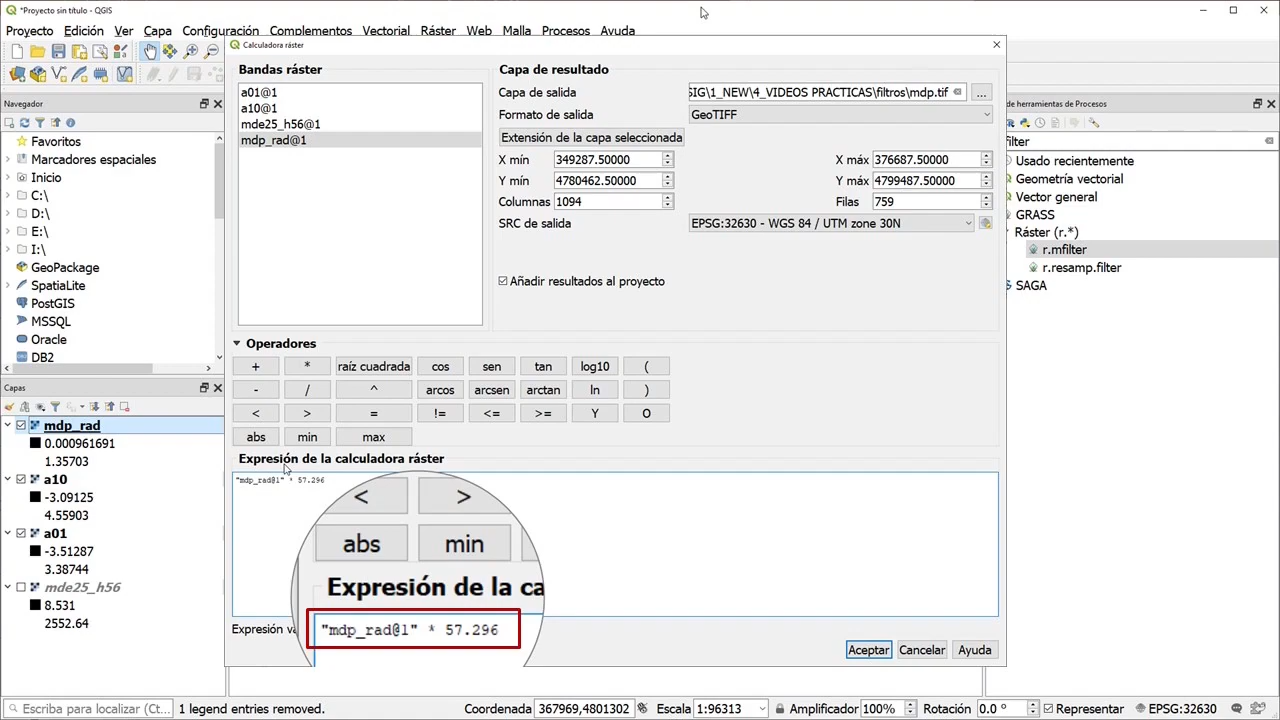 *Proyecto sin título - QGIS
Proyecto Edición Ver Capa Configuración Complementos Vectorial Ráster Web Malla Procesos Ayuda
Calculadora ráster
Bandas ráster
a01@1
a10@1
mde25_h56@1
mdp_rad@1
Capa de resultado
Capa de salida SIG\1_NEW\4_VIDEOS PRACTICAS\filtros\mdp.tif ...
Formato de salida GeoTIFF
Extensión de la capa seleccionada
X mín 349287.50000 X máx 376687.50000
Y mín 4780462.50000 Y máx 4799487.50000
Columnas 1094 Filas 759
SRC de salida EPSG:32630 - WGS 84 / UTM zone 30N
Añadir resultados al proyecto
Operadores
+ * raíz cuadrada cos sen tan log10 (
- / ^ arcos arcsen arctan ln )
< > = != <= >= Y O
abs min max
Expresión de la calculadora ráster
"mdp_rad@1" * 57.296
< >
abs min
Expresión de la ca
"mdp_rad@1" * 57.296
Expresión vá
Aceptar Cancelar Ayuda
Navegador
Favoritos
Marcadores espaciales
Inicio
C:\
D:\
E:\
I:\
GeoPackage
SpatiaLite
PostGIS
MSSQL
Oracle
DB2
Capas
mdp_rad
0.000961691
1.35703
a10
-3.09125
4.55903
a01
-3.51287
3.38744
mde25_h56
8.531
2552.64
de herramientas de Procesos
filter
Usado recientemente
Geometría vectorial
Vector general
GRASS
Ráster (r.*)
r.mfilter
r.resamp.filter
SAGA
Escriba para localizar (Ct... 1 legend entries removed. Coordenada 367969,4801302 Escala 1:96313 Amplificador 100% Rotación 0.0 ° Representar EPSG:32630